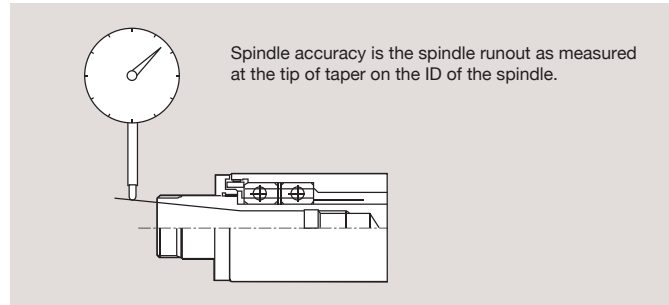 Spindle accuracy is the spindle runout as measured
at the tip of taper on the ID of the spindle.